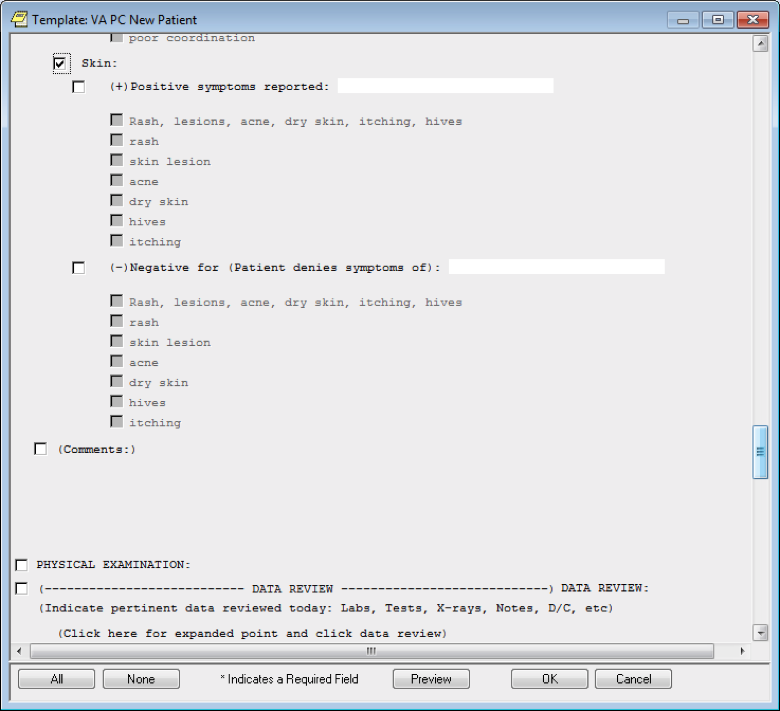 Template: VA PC New Patient
poor coordination
Skin:
(+)Positive symptoms reported:
Rash, lesions, acne, dry skin, itching, hives
rash
skin lesion
acne
dry skin
hives
itching
(-)Negative for (Patient denies symptoms of):
Rash, lesions, acne, dry skin, itching, hives
rash
skin lesion
acne
dry skin
hives
itching
(Comments:)
PHYSICAL EXAMINATION:
(--------------------------- DATA REVIEW ----------------------------) DATA REVIEW:
(Indicate pertinent data reviewed today: Labs, Tests, X-rays, Notes, D/C, etc)
(Click here for expanded point and click data review)
All None * Indicates a Required Field Preview OK Cancel